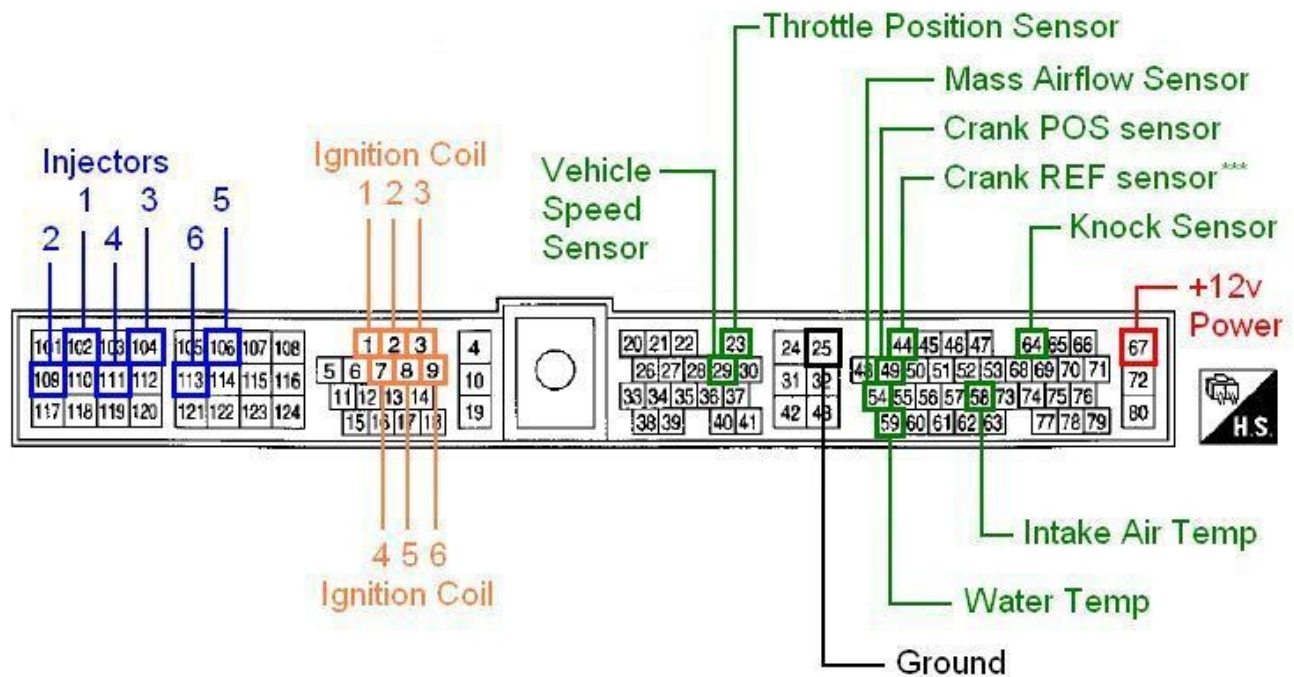 Throttle Position Sensor
Mass Airflow Sensor
Crank POS sensor
Crank REF sensor***
Knock Sensor
+12v
Power
Vehicle
Speed
Sensor
Ignition Coil
1 2 3
Injectors
1 3 5
2 4 6
101 102 103 104 105 106 107 108 1 2 3 4 20 21 22 23 24 25 44 45 46 47 64 65 66 67
109 110 111 112 113 114 115 116 5 6 7 8 9 10 26 27 28 29 30 31 32 48 49 50 51 52 53 68 69 70 71 72
117 118 119 120 121 122 123 124 11 12 13 14 19 33 34 35 36 37 42 43 54 55 56 57 58 73 74 75 76 80
15 16 17 18 38 39 40 41 59 60 61 62 63 77 78 79
H.S.
4 5 6
Ignition Coil
Intake Air Temp
Water Temp
Ground